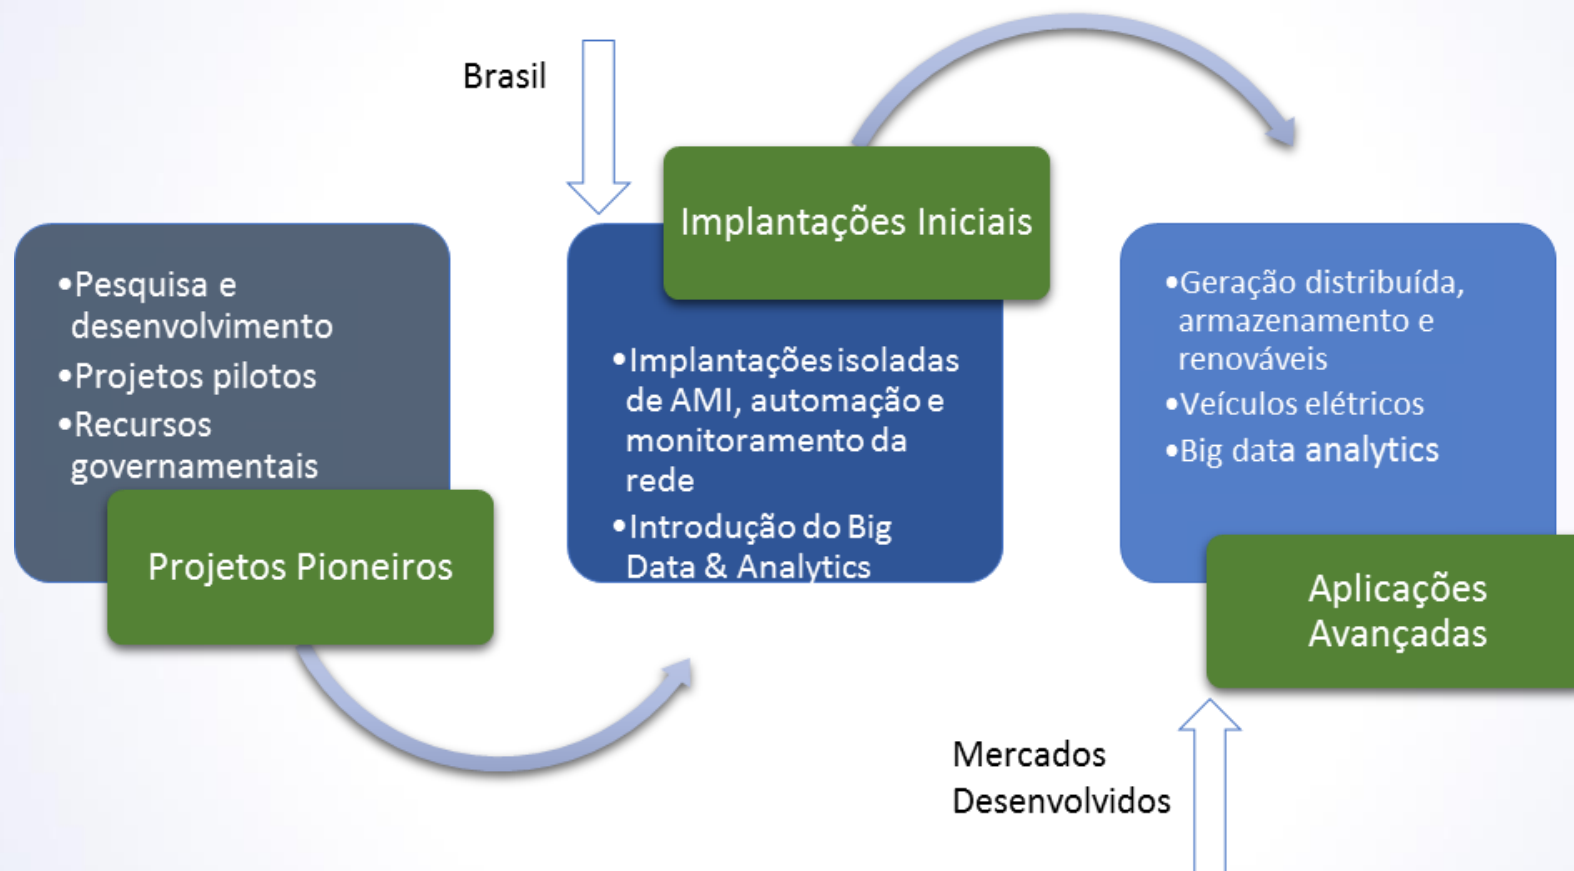 Brasil
•Pesquisa e
desenvolvimento
•Projetos pilotos
•Recursos
governamentais
Projetos Pioneiros
Implantações Iniciais
•Implantações isoladas
de AMI, automação e
monitoramento da
rede
•Introdução do Big
Data & Analytics
•Geração distribuída,
armazenamento e
renováveis
•Veículos elétricos
•Big data analytics
Aplicações
Avançadas
Mercados
Desenvolvidos